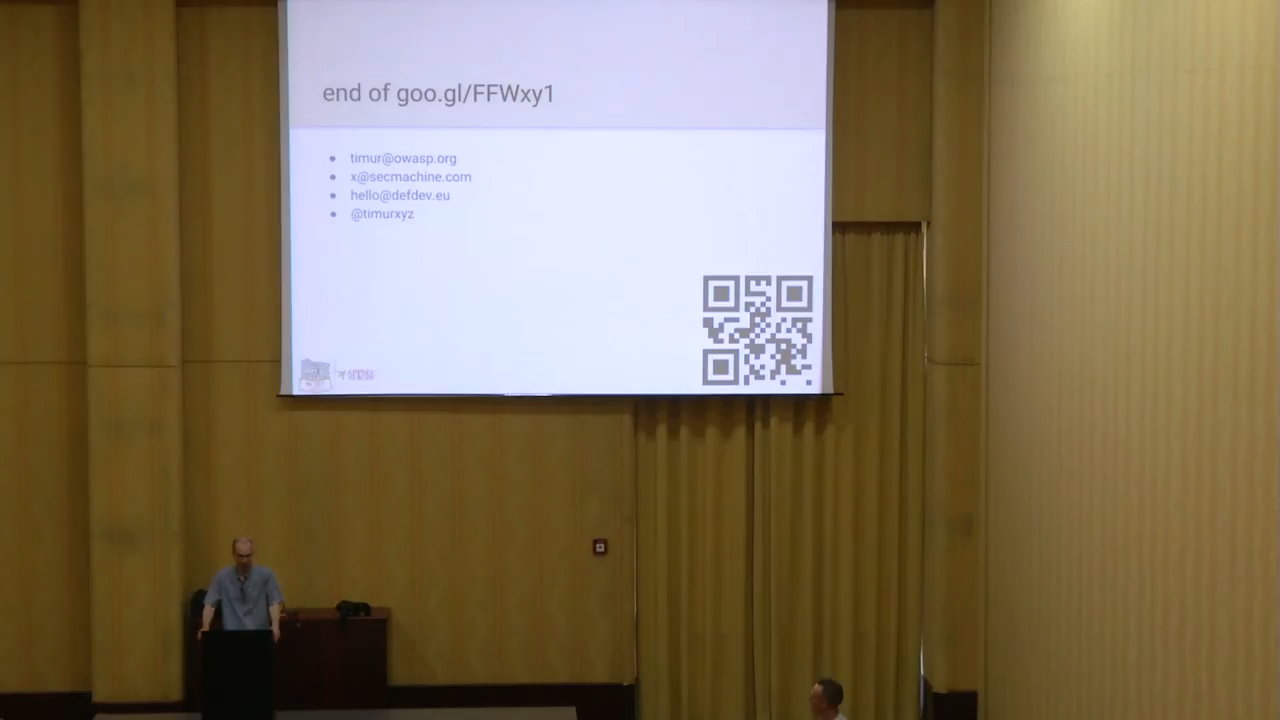 end of goo.gl/FFWxy1
timur@owasp.org
x@secmachine.com
hello@defdev.eu
@timurxyz